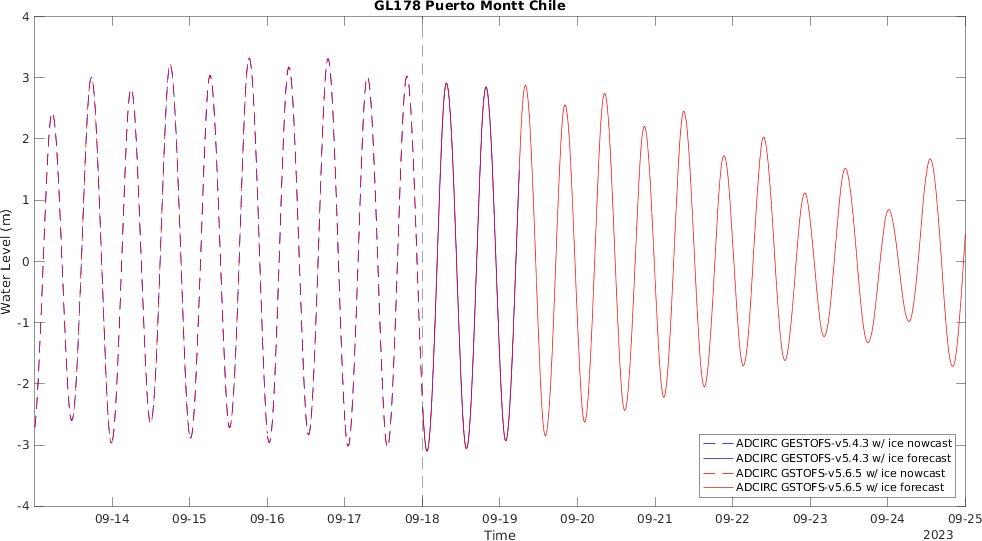 GL178 Puerto Montt Chile
4
3
2
1
0
-1
-2
-3
-4
Water Level (m)
ADCIRC GESTOFS-v5.4.3 w/ ice nowcast
ADCIRC GESTOFS-v5.4.3 w/ ice forecast
ADCIRC GSTOFS-v5.6.5 w/ ice nowcast
ADCIRC GSTOFS-v5.6.5 w/ ice forecast
09-14 09-15 09-16 09-17 09-18 09-19 09-20 09-21 09-22 09-23 09-24 09-25
Time
2023